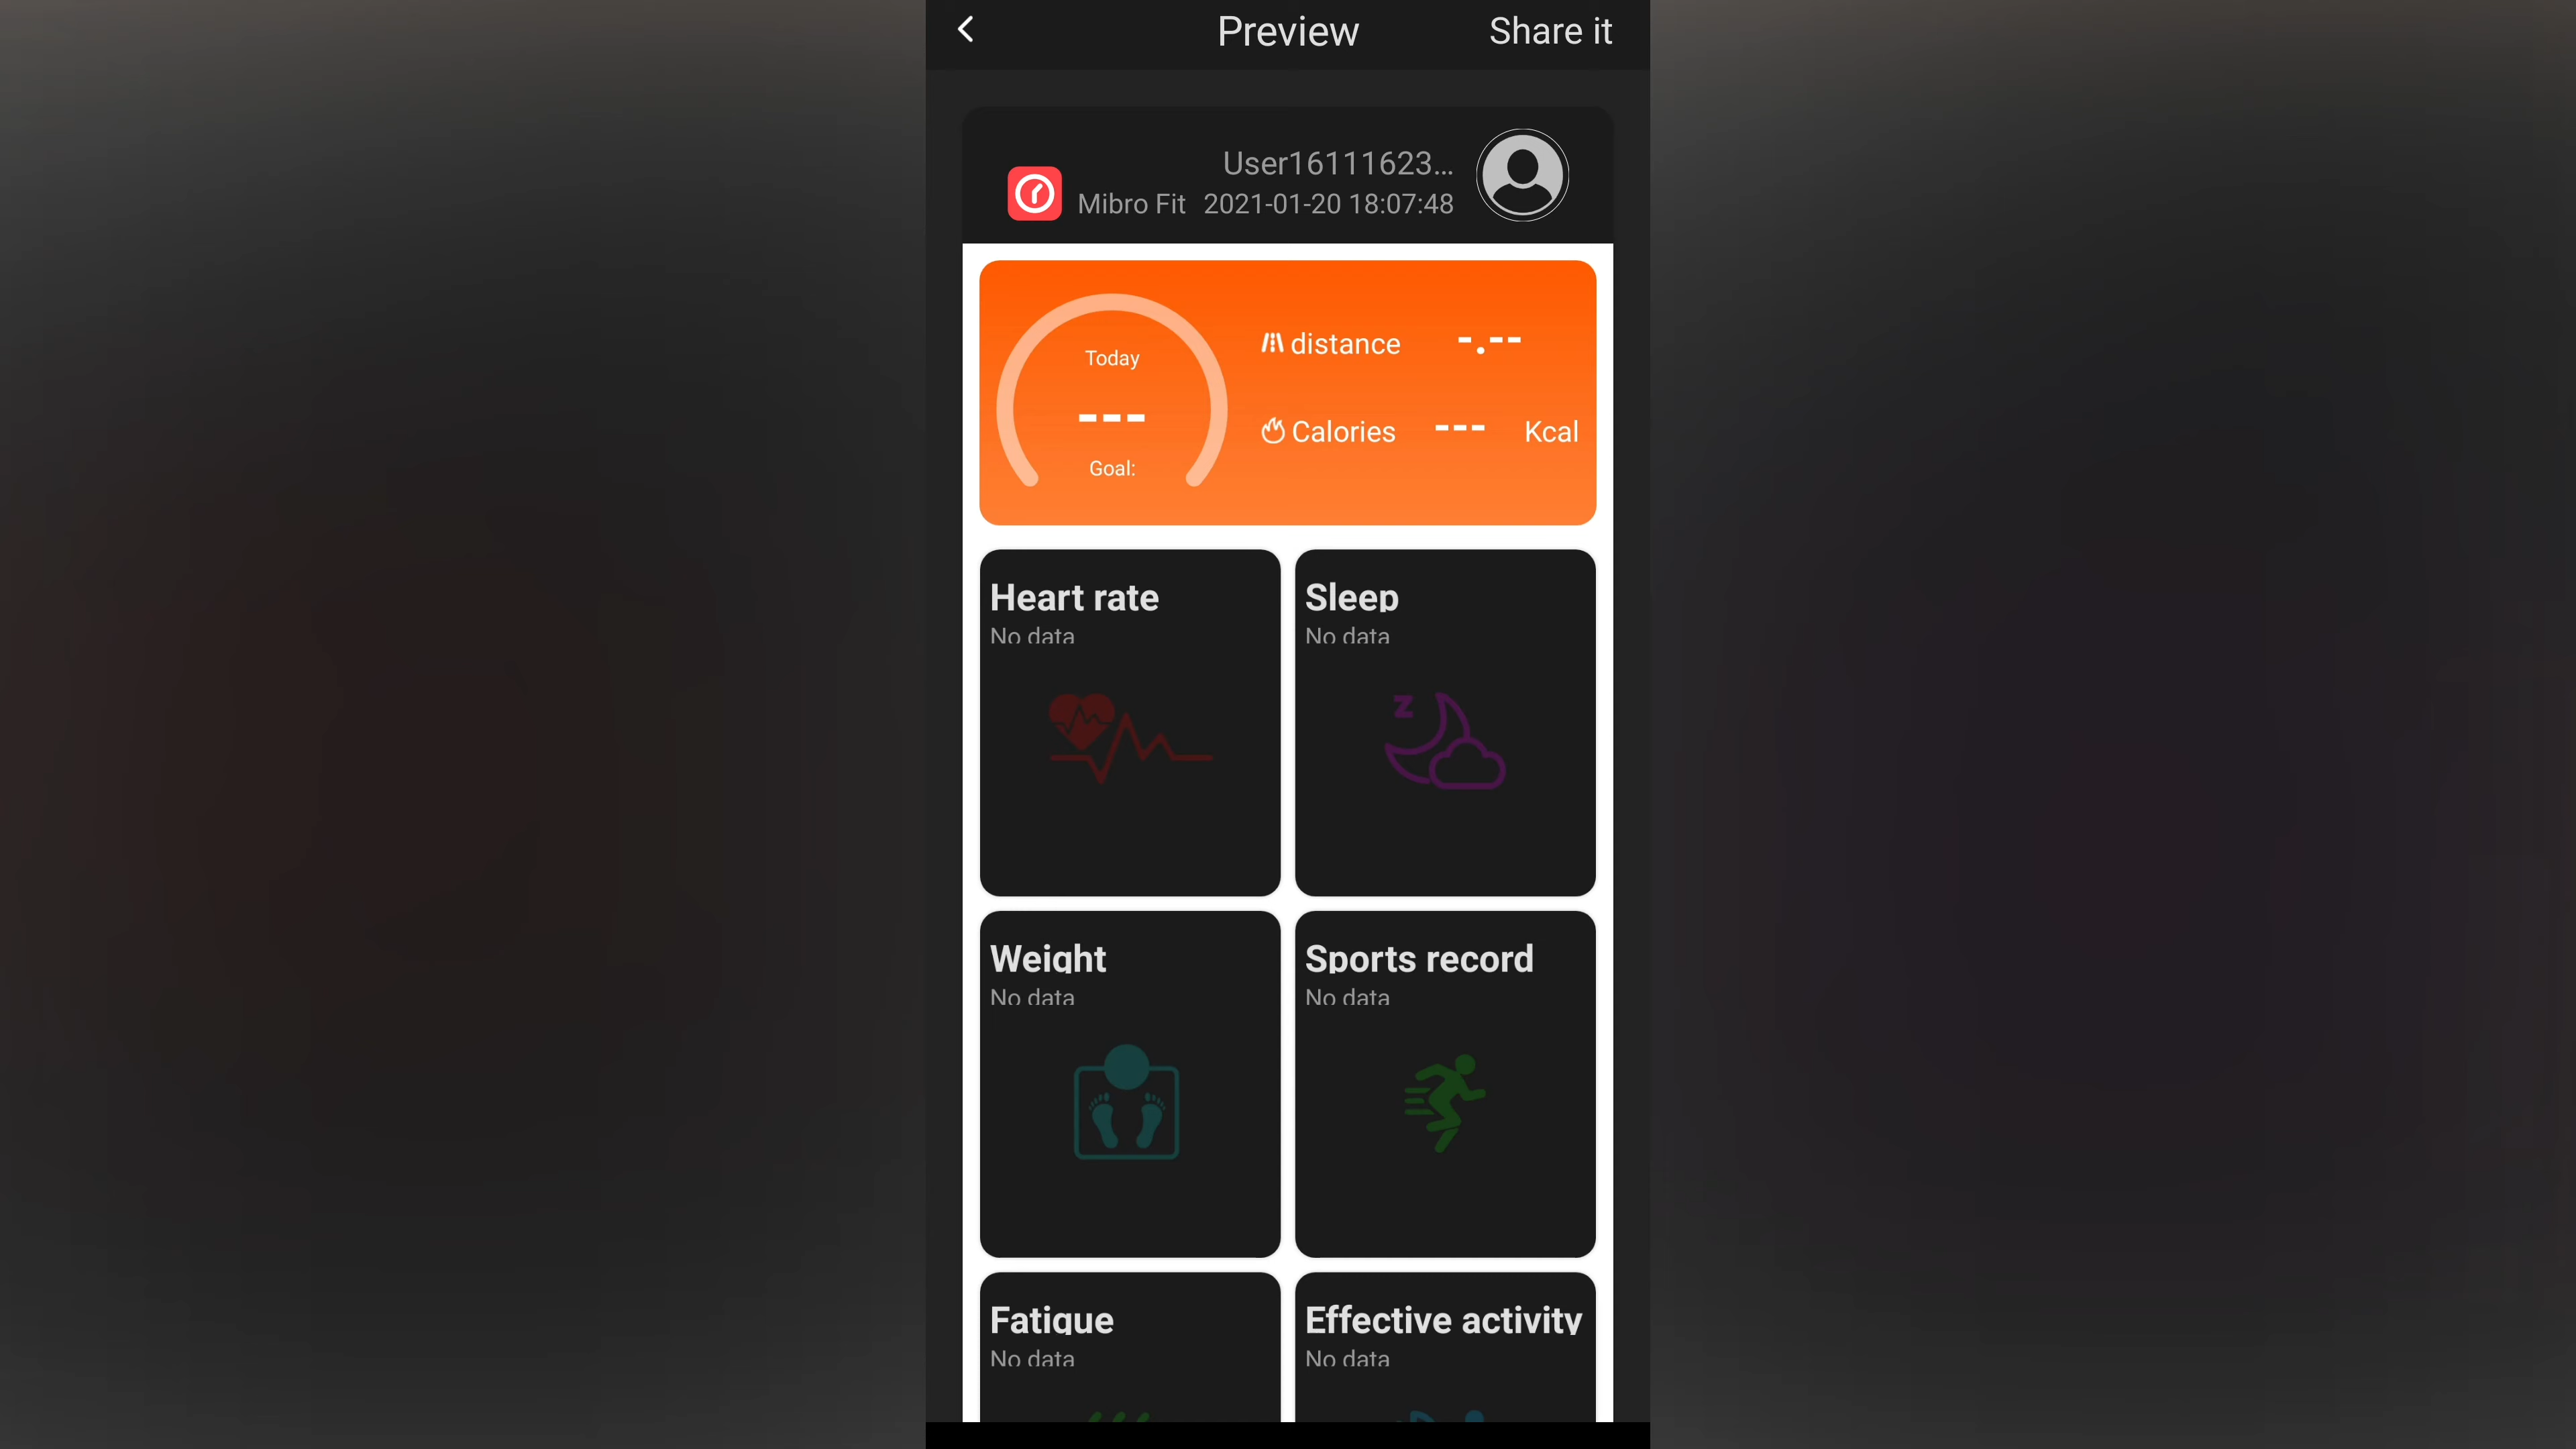 Preview
Share it
User16111623...
Mibro Fit 2021-01-20 18:07:48
Today
---
Goal:
distance -.--
Calories --- Kcal
Heart rate
No data
Sleep
No data
Weight
No data
Sports record
No data
Fatigue
No data
Effective activity
No data